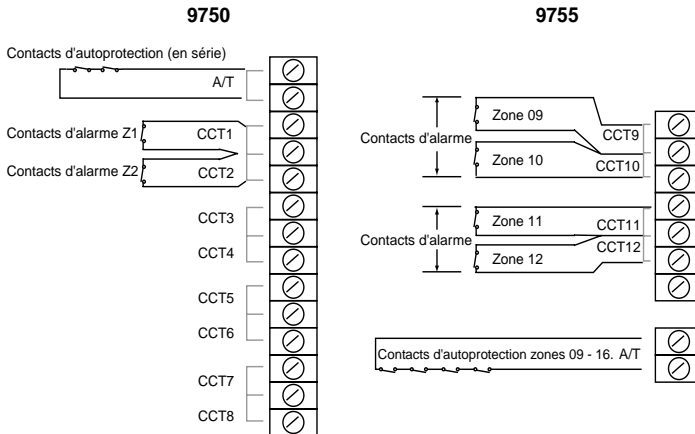 9750
Contacts d'autoprotection (en série)
A/T
Contacts d'alarme Z1
CCT1
Contacts d'alarme Z2
CCT2
CCT3
CCT4
CCT5
CCT6
CCT7
CCT8
9755
Zone 09
CCT9
Contacts d'alarme
Zone 10
CCT10
Zone 11
CCT11
Contacts d'alarme
CCT12
Zone 12
Contacts d'autoprotection zones 09 - 16. A/T